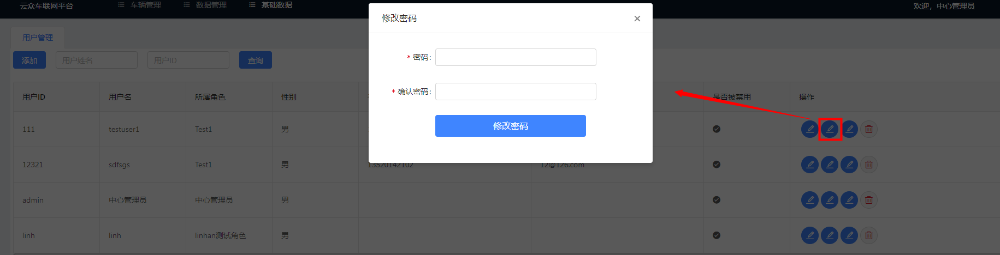 云众车联网平台 车辆管理 数据管理 基础数据 欢迎，中心管理员
修改密码
用户管理
添加 用户姓名 用户ID 查询
* 密码：
* 确认密码：
修改密码
用户ID 用户名 所属角色 性别 是否被禁用 操作
111 testuser1 Test1 男
12321 sdfsgs Test1 男 13520142102 12@126.com
admin 中心管理员 中心管理员 男
linh linh linhan测试角色 男